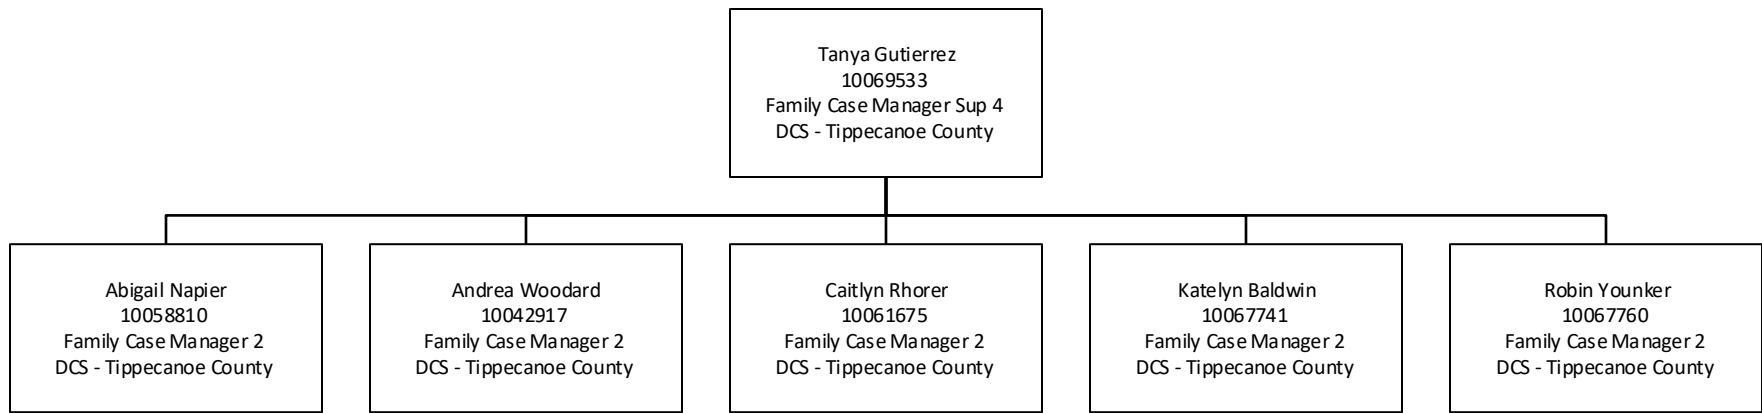 Tanya Gutierrez
10069533
Family Case Manager Sup 4
DCS - Tippecanoe County
Abigail Napier
10058810
Family Case Manager 2
DCS - Tippecanoe County
Andrea Woodard
10042917
Family Case Manager 2
DCS - Tippecanoe County
Caitlyn Rhorer
10061675
Family Case Manager 2
DCS - Tippecanoe County
Katelyn Baldwin
10067741
Family Case Manager 2
DCS - Tippecanoe County
Robin Younker
10067760
Family Case Manager 2
DCS - Tippecanoe County